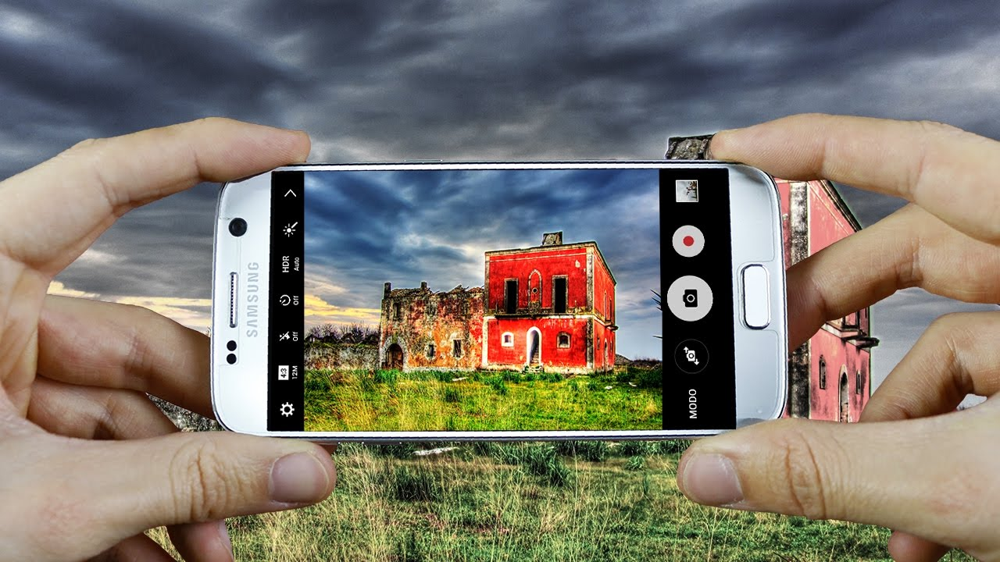 SAMSUNG
HDR
Auto
Off
Off
4:3
12M
MODO